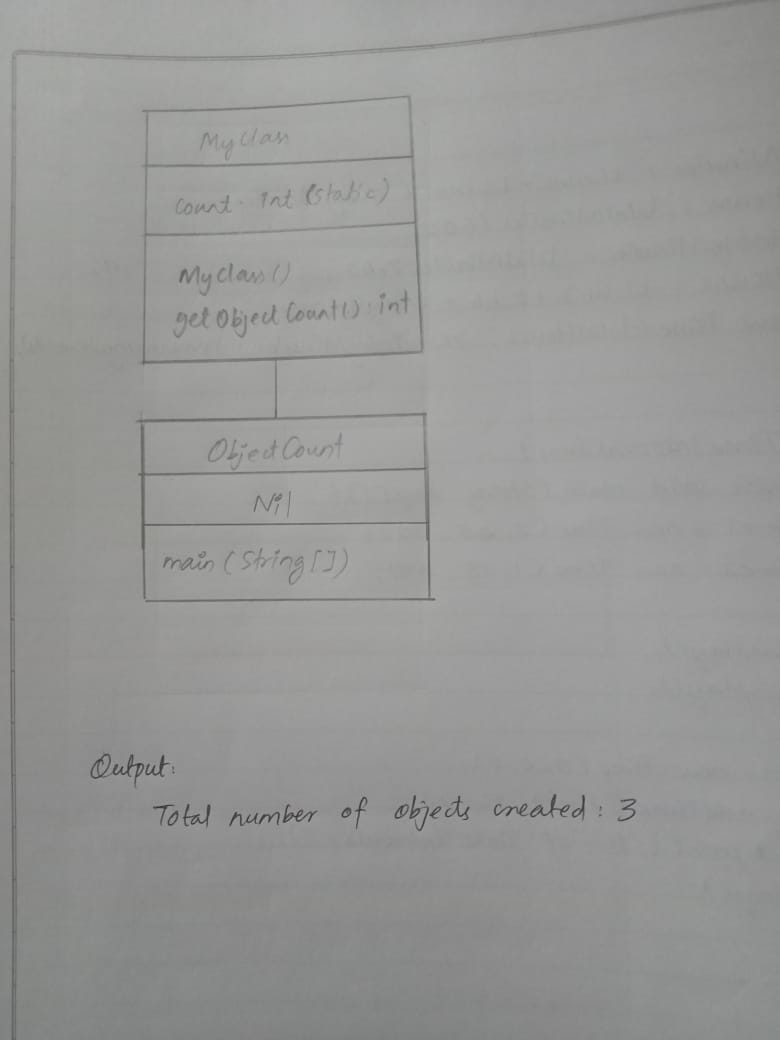 MyClass
Count: int (static)
MyClass()
getObjectCount(): int
ObjectCount
Nil
main (String[])
Output:
Total number of objects created: 3